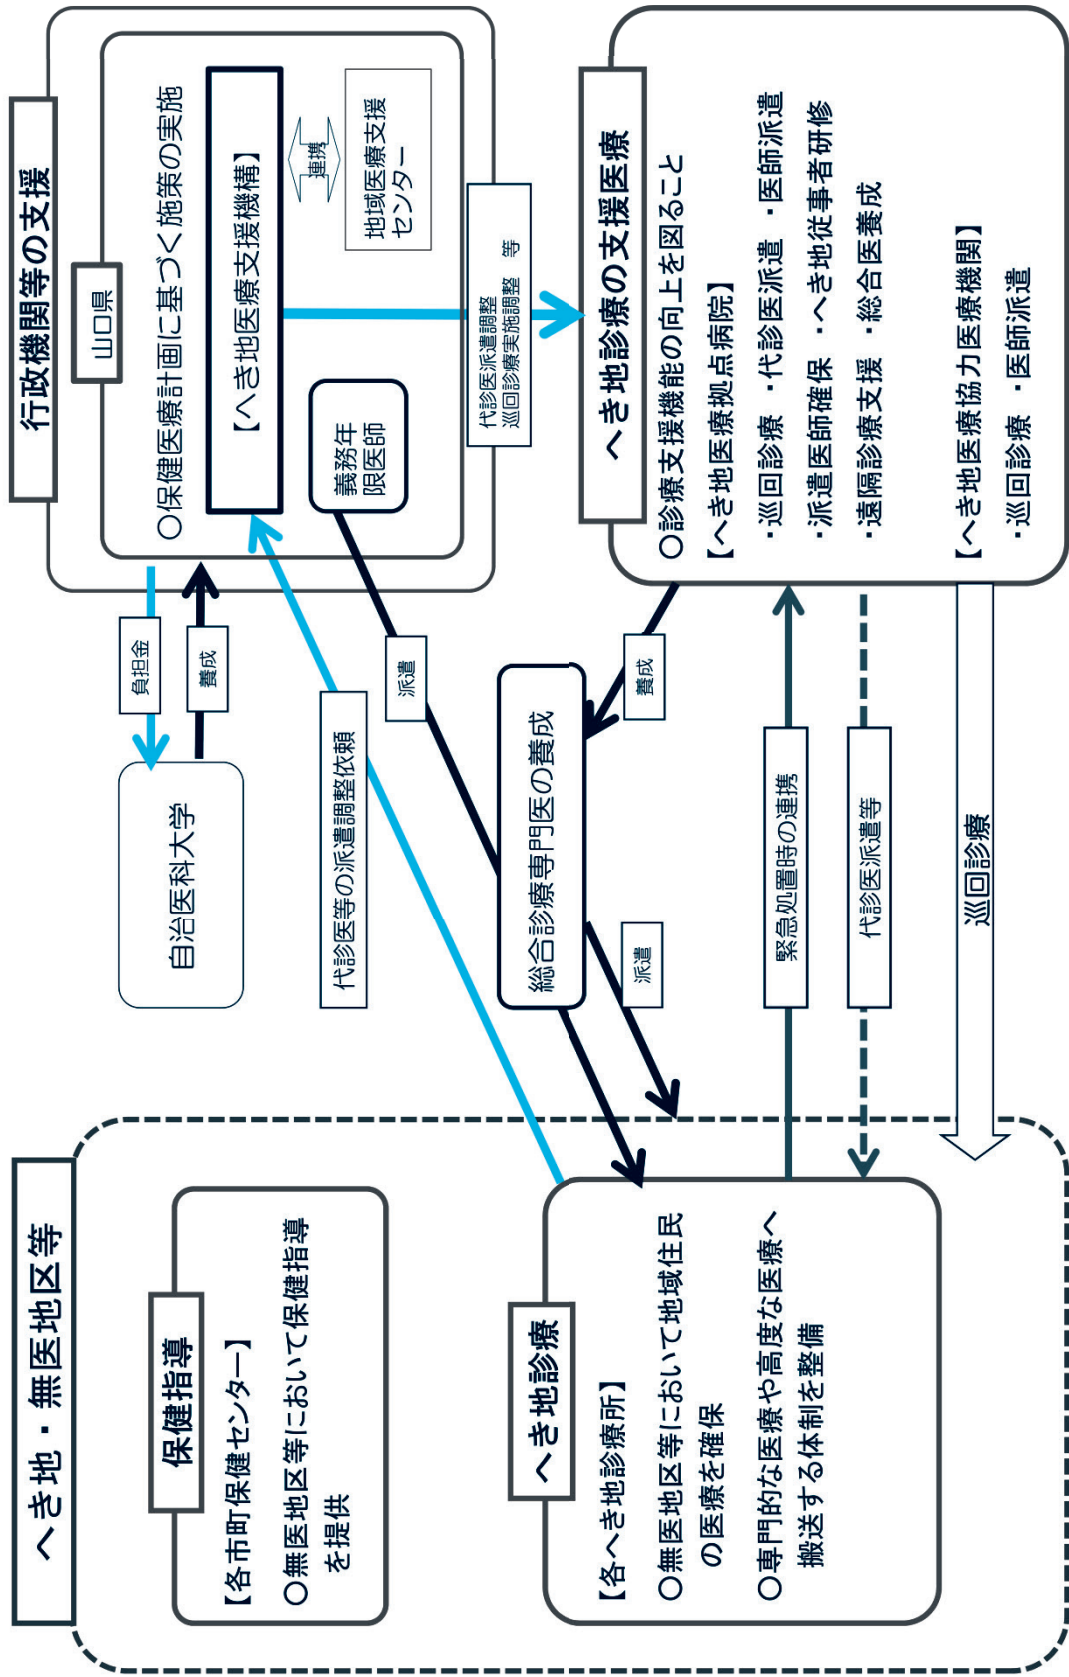 へき地・無医地区等
保健指導
【各市町保健センター】
○無医地区等において保健指導
を提供
へき地診療
【各へき地診療所】
○無医地区等において地域住民
の医療を確保
○専門的な医療や高度な医療へ
搬送する体制を整備
自治医科大学
負担金
養成
代診医等の派遣調整依頼
派遣
総合診療専門医の養成
派遣
養成
緊急処置時の連携
代診医派遣等
巡回診療
行政機関等の支援
山口県
○保健医療計画に基づく施策の実施
【へき地医療支援機構】
連携
地域医療支援
センター
義務年
限医師
代診医派遣調整
巡回診療実施調整　等
へき地診療の支援医療
○診療支援機能の向上を図ること
【へき地医療拠点病院】
・巡回診療　・代診医派遣　・医師派遣
・派遣医師確保　・へき地従事者研修
・遠隔診療支援　・総合医養成
【へき地医療協力医療機関】
・巡回診療　・医師派遣